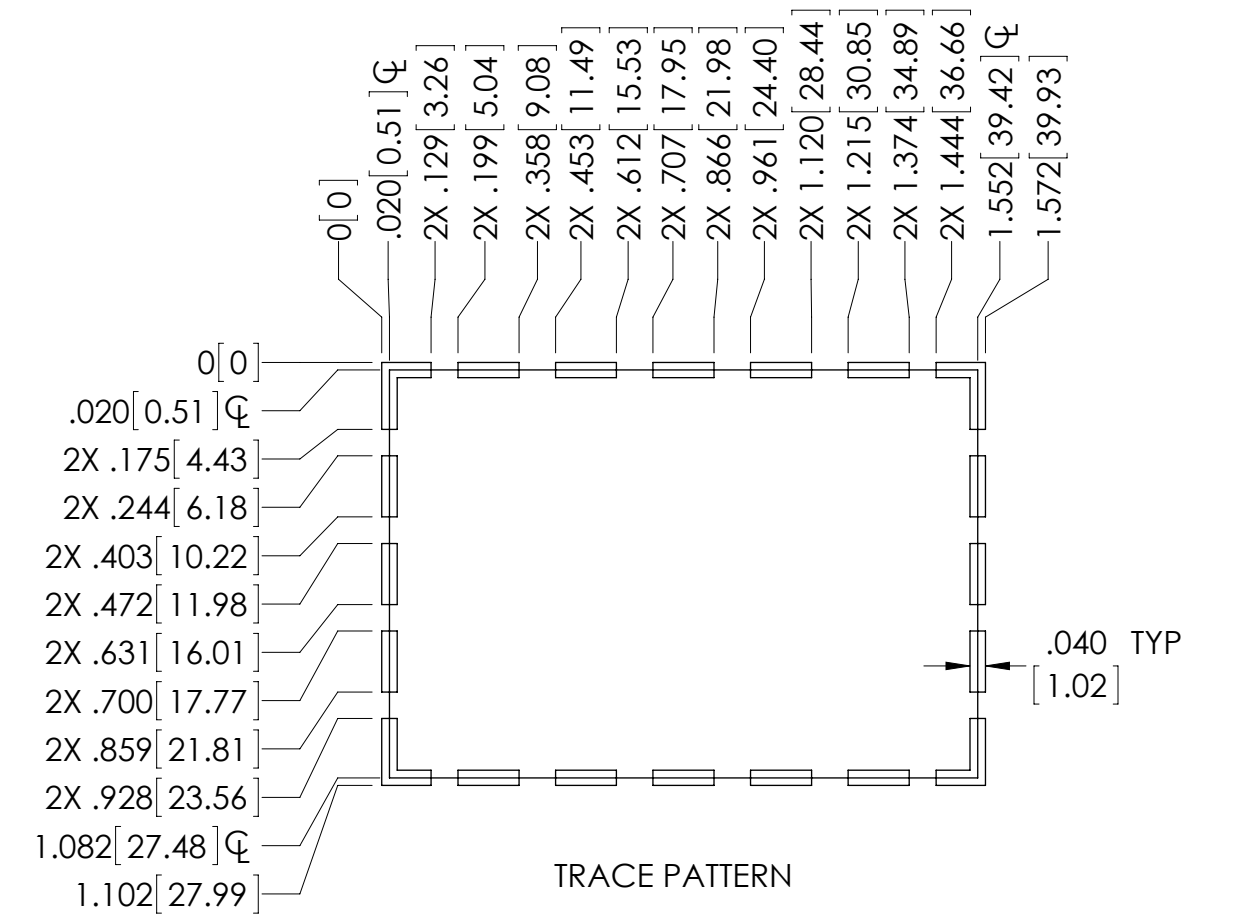 0[0]
.020[0.51]℄
2X .129[3.26]
2X .199[5.04]
2X .358[9.08]
2X .453[11.49]
2X .612[15.53]
2X .707[17.95]
2X .866[21.98]
2X .961[24.40]
2X 1.120[28.44]
2X 1.215[30.85]
2X 1.374[34.89]
2X 1.444[36.66]
1.552[39.42]℄
1.572[39.93]
0[0]
.020[0.51]℄
2X .175[4.43]
2X .244[6.18]
2X .403[10.22]
2X .472[11.98]
2X .631[16.01]
2X .700[17.77]
2X .859[21.81]
2X .928[23.56]
1.082[27.48]℄
1.102[27.99]
.040 TYP
[1.02]
TRACE PATTERN